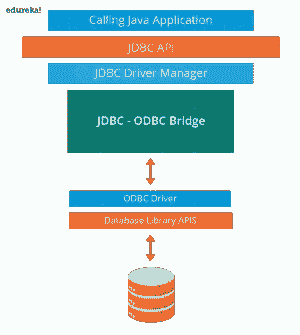 edureka!
Calling Java Application
JDBC API
JDBC Driver Manager
JDBC - ODBC Bridge
ODBC Driver
Database Library APIS